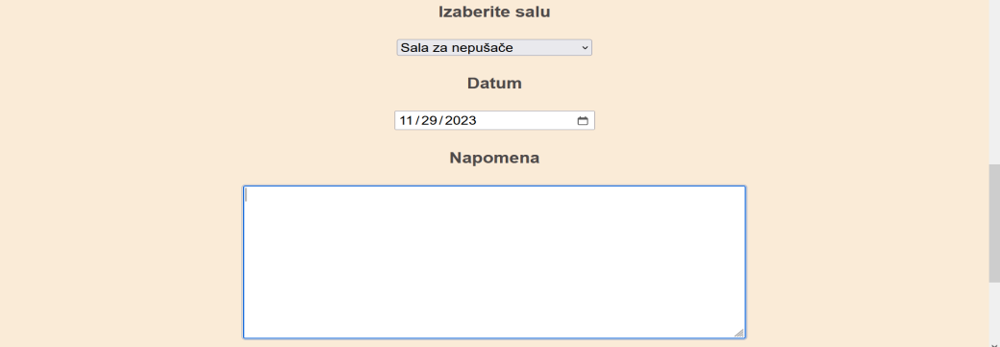 Izaberite salu
Sala za nepušače
Datum
11/29/2023
Napomena